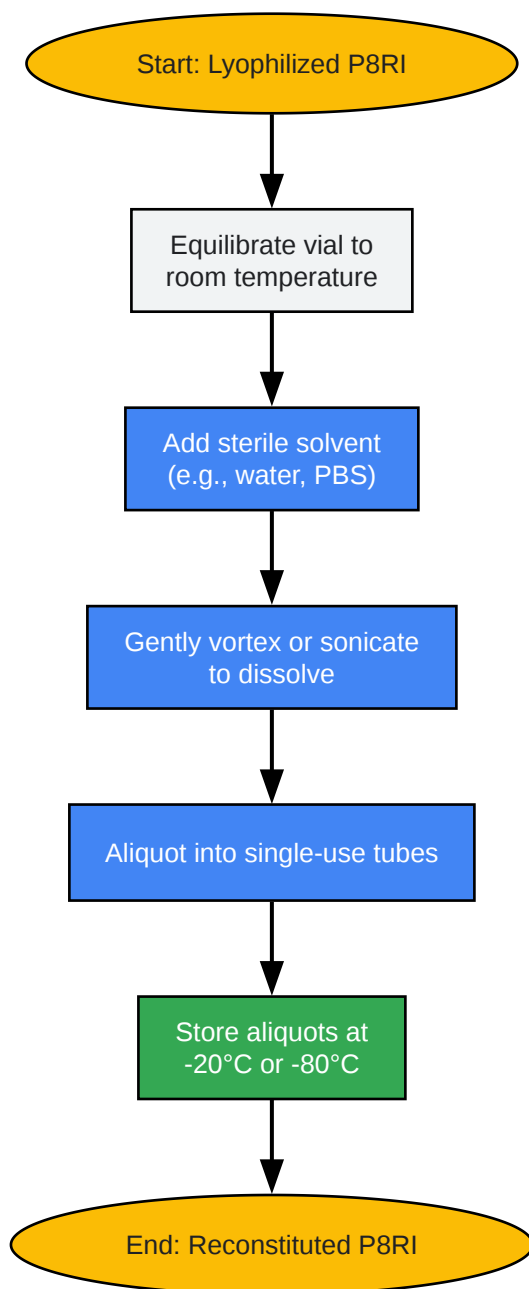 Start: Lyophilized P8RI
Equilibrate vial to
room temperature
Add sterile solvent
(e.g., water, PBS)
Gently vortex or sonicate
to dissolve
Aliquot into single-use tubes
Store aliquots at
-20°C or -80°C
End: Reconstituted P8RI